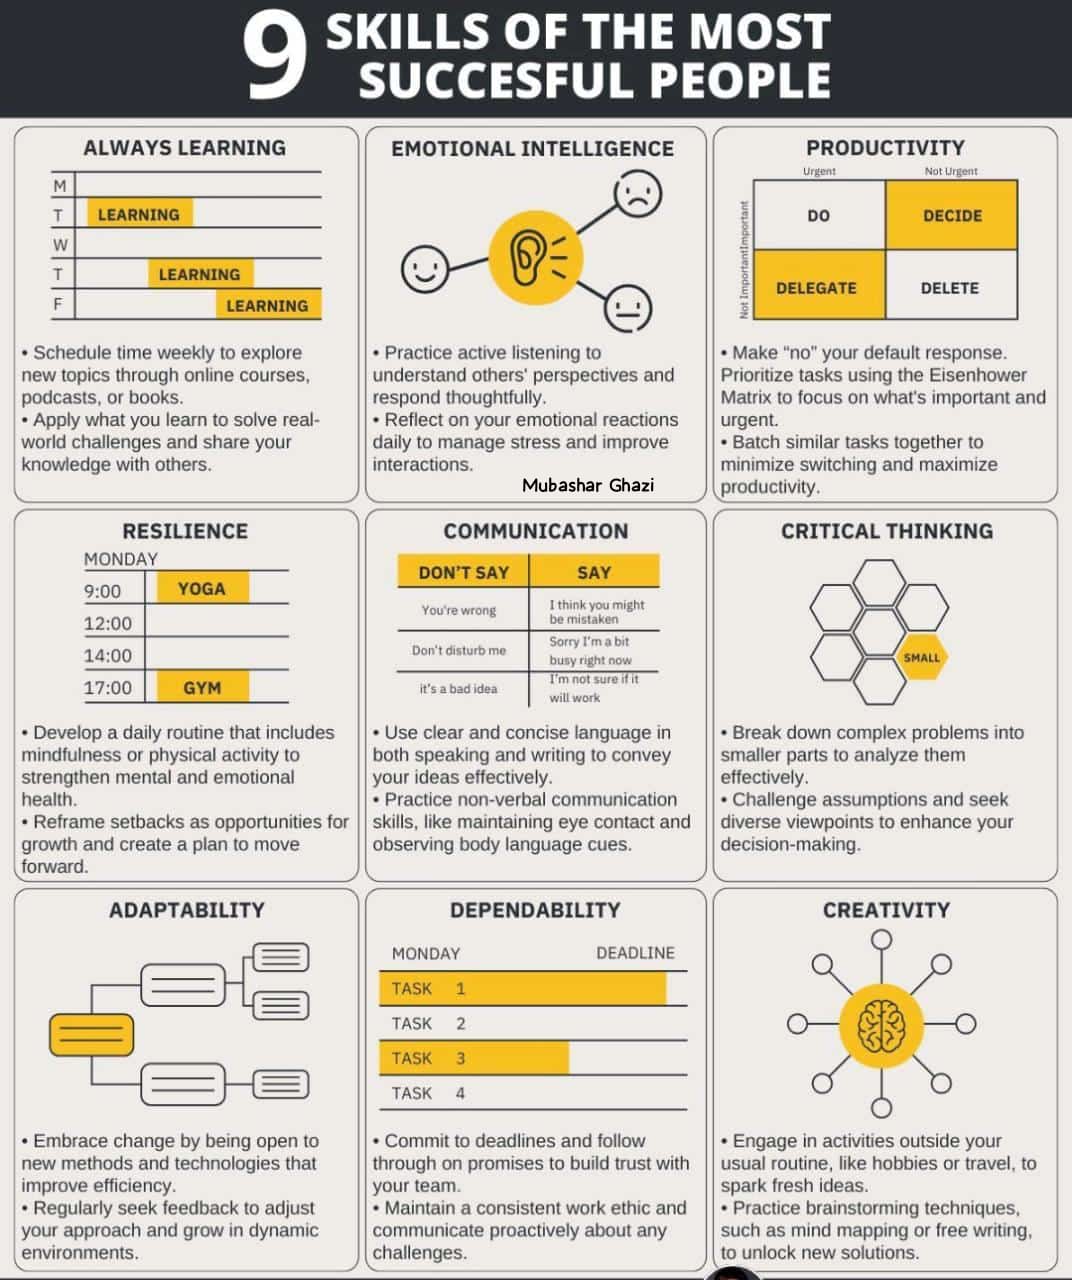 9 SKILLS OF THE MOST
SUCCESFUL PEOPLE
ALWAYS LEARNING
M
T LEARNING
W
T LEARNING
F LEARNING
• Schedule time weekly to explore
new topics through online courses,
podcasts, or books.
• Apply what you learn to solve real-
world challenges and share your
knowledge with others.
EMOTIONAL INTELLIGENCE
• Practice active listening to
understand others' perspectives and
respond thoughtfully.
• Reflect on your emotional reactions
daily to manage stress and improve
interactions.
Mubashar Ghazi
PRODUCTIVITY
Urgent Not Urgent
Important
Not Important
DO DECIDE
DELEGATE DELETE
• Make “no” your default response.
Prioritize tasks using the Eisenhower
Matrix to focus on what's important and
urgent.
• Batch similar tasks together to
minimize switching and maximize
productivity.
RESILIENCE
MONDAY
9:00 YOGA
12:00
14:00
17:00 GYM
• Develop a daily routine that includes
mindfulness or physical activity to
strengthen mental and emotional
health.
• Reframe setbacks as opportunities for
growth and create a plan to move
forward.
COMMUNICATION
DON’T SAY SAY
You're wrong
I think you might
be mistaken
Don't disturb me
Sorry I'm a bit
busy right now
it's a bad idea
I'm not sure if it
will work
• Use clear and concise language in
both speaking and writing to convey
your ideas effectively.
• Practice non-verbal communication
skills, like maintaining eye contact and
observing body language cues.
CRITICAL THINKING
SMALL
• Break down complex problems into
smaller parts to analyze them
effectively.
• Challenge assumptions and seek
diverse viewpoints to enhance your
decision-making.
ADAPTABILITY
• Embrace change by being open to
new methods and technologies that
improve efficiency.
• Regularly seek feedback to adjust
your approach and grow in dynamic
environments.
DEPENDABILITY
MONDAY DEADLINE
TASK 1
TASK 2
TASK 3
TASK 4
• Commit to deadlines and follow
through on promises to build trust with
your team.
• Maintain a consistent work ethic and
communicate proactively about any
challenges.
CREATIVITY
• Engage in activities outside your
usual routine, like hobbies or travel, to
spark fresh ideas.
• Practice brainstorming techniques,
such as mind mapping or free writing,
to unlock new solutions.